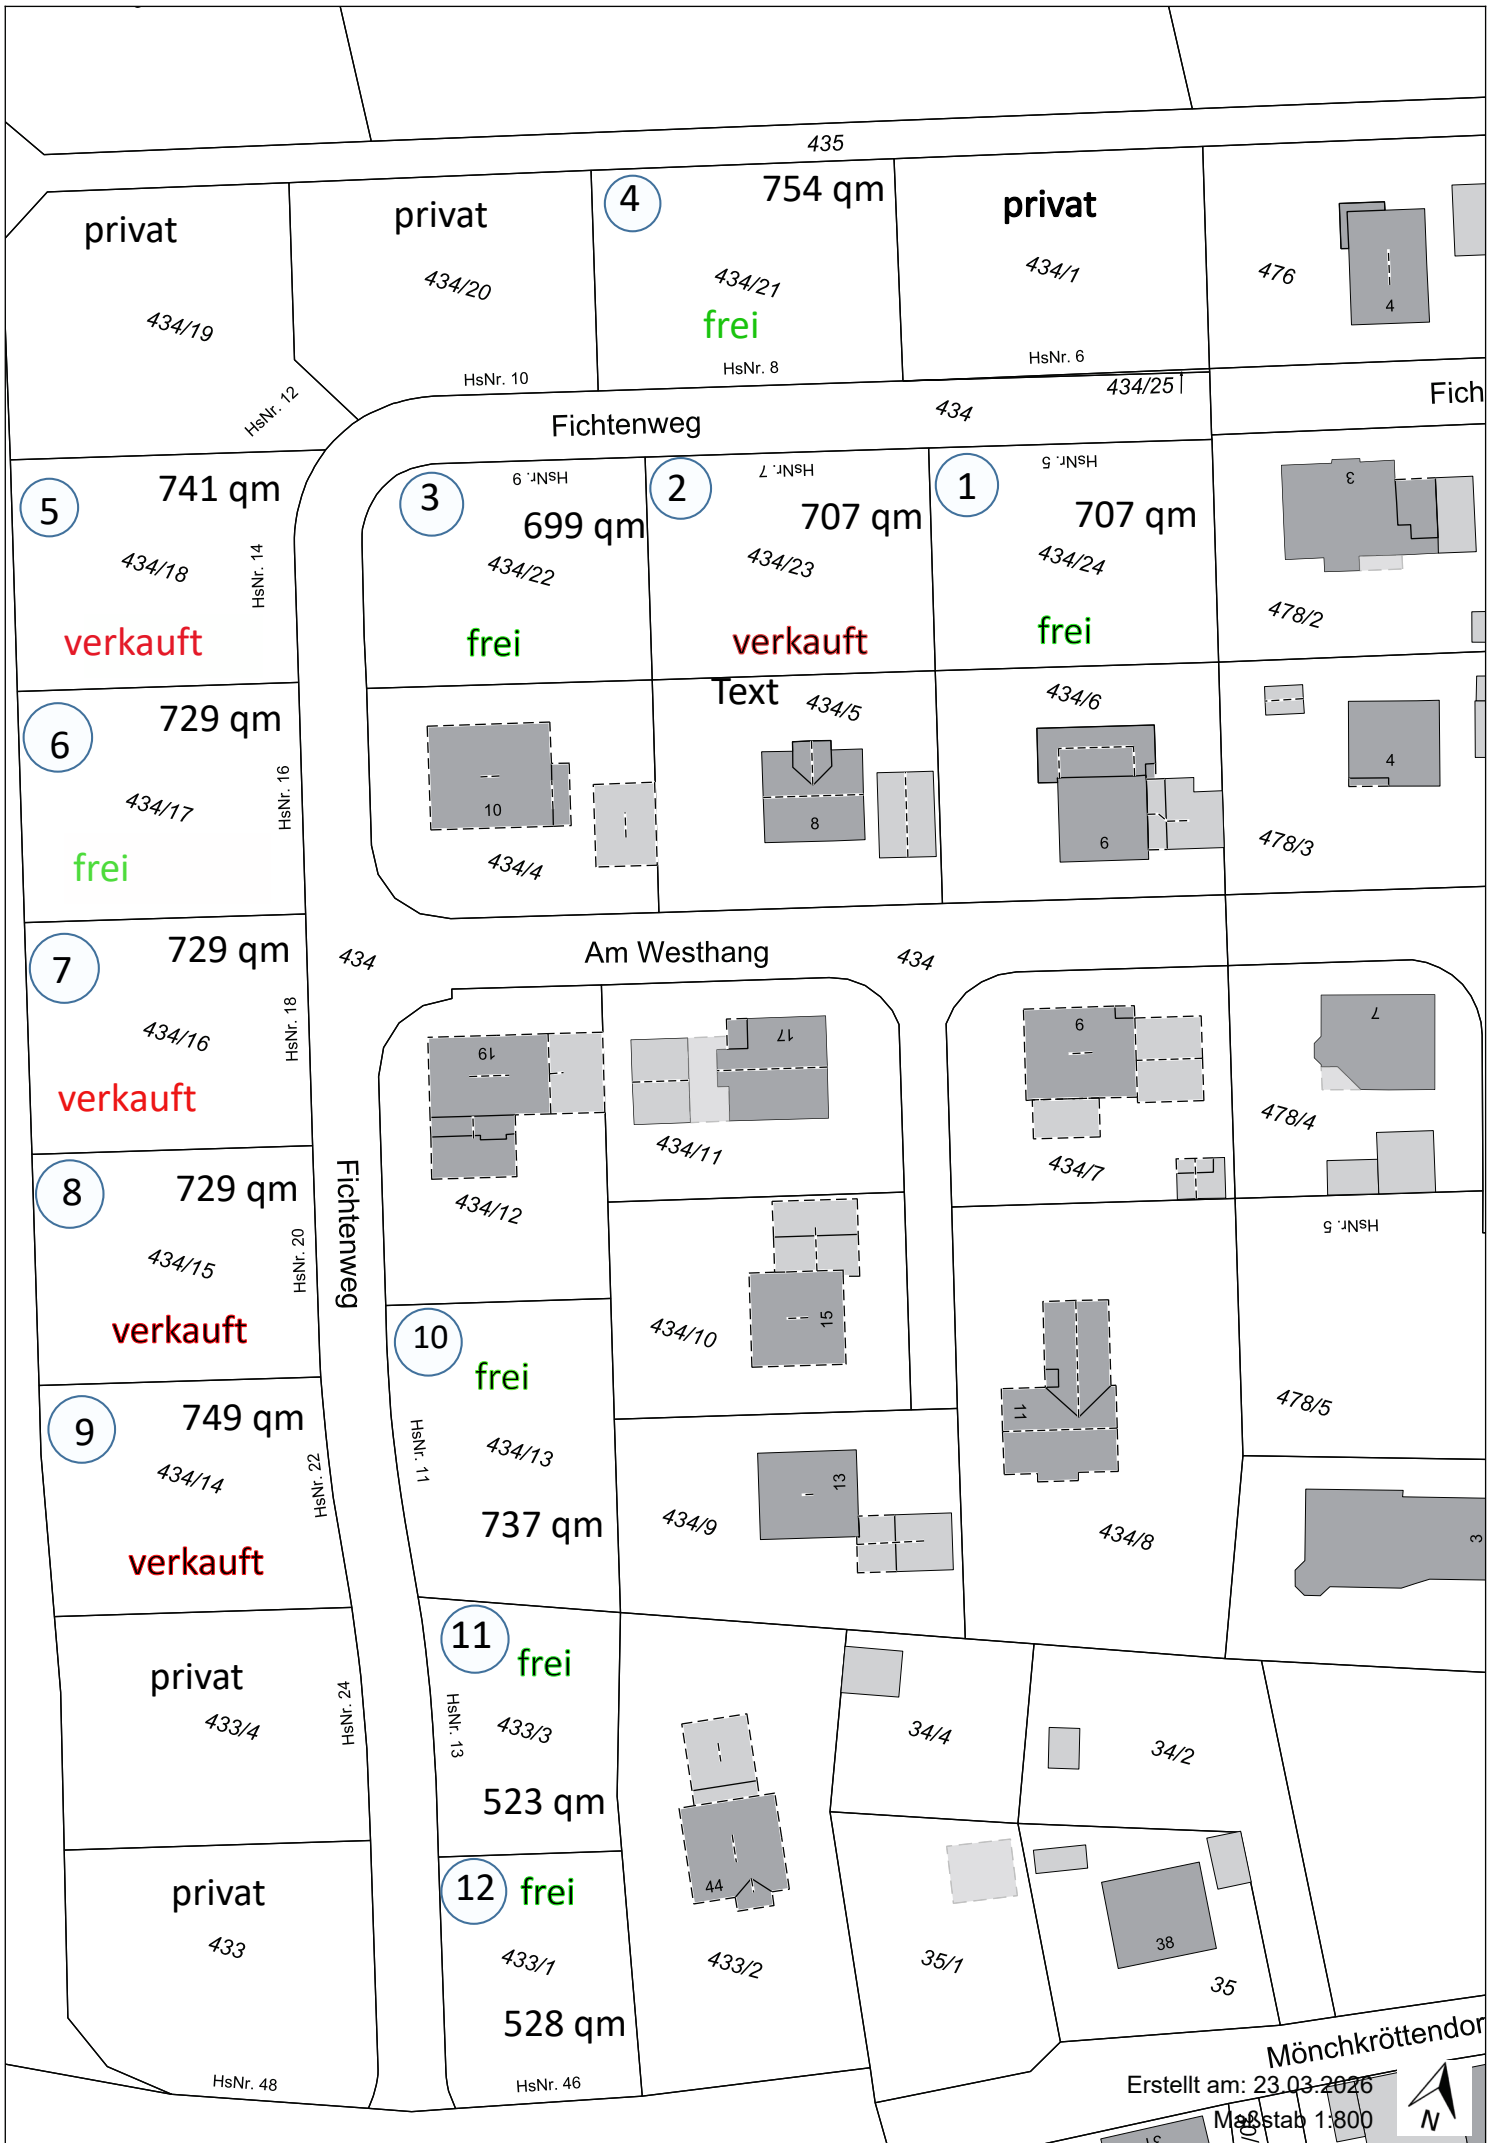 435
privat
434/19
HsNr. 12
privat
434/20
HsNr. 10
4
754 qm
434/21
frei
HsNr. 8
privat
434/1
HsNr. 6
434/25
476
4
Fichtenweg
434
Fich
5
741 qm
434/18
HsNr. 14
verkauft
3
HsNr. 9
699 qm
434/22
frei
2
HsNr. 7
707 qm
434/23
verkauft
1
HsNr. 5
707 qm
434/24
frei
3
478/2
6
729 qm
434/17
HsNr. 16
frei
10
434/4
Text
434/5
8
434/6
6
4
478/3
7
729 qm
434/16
HsNr. 18
verkauft
434
Am Westhang
434
19
434/12
17
434/11
9
434/7
7
478/4
8
729 qm
434/15
HsNr. 20
verkauft
Fichtenweg
434/10
15
HsNr. 5
478/5
9
749 qm
434/14
HsNr. 22
verkauft
10
frei
HsNr. 11
434/13
737 qm
13
434/9
11
434/8
3
privat
433/4
HsNr. 24
11
frei
HsNr. 13
433/3
523 qm
34/4
34/2
privat
433
HsNr. 48
12
frei
433/1
528 qm
HsNr. 46
44
433/2
35/1
38
35
Mönchkröttendor
Erstellt am: 23.03.2026
Maßstab 1:800
N